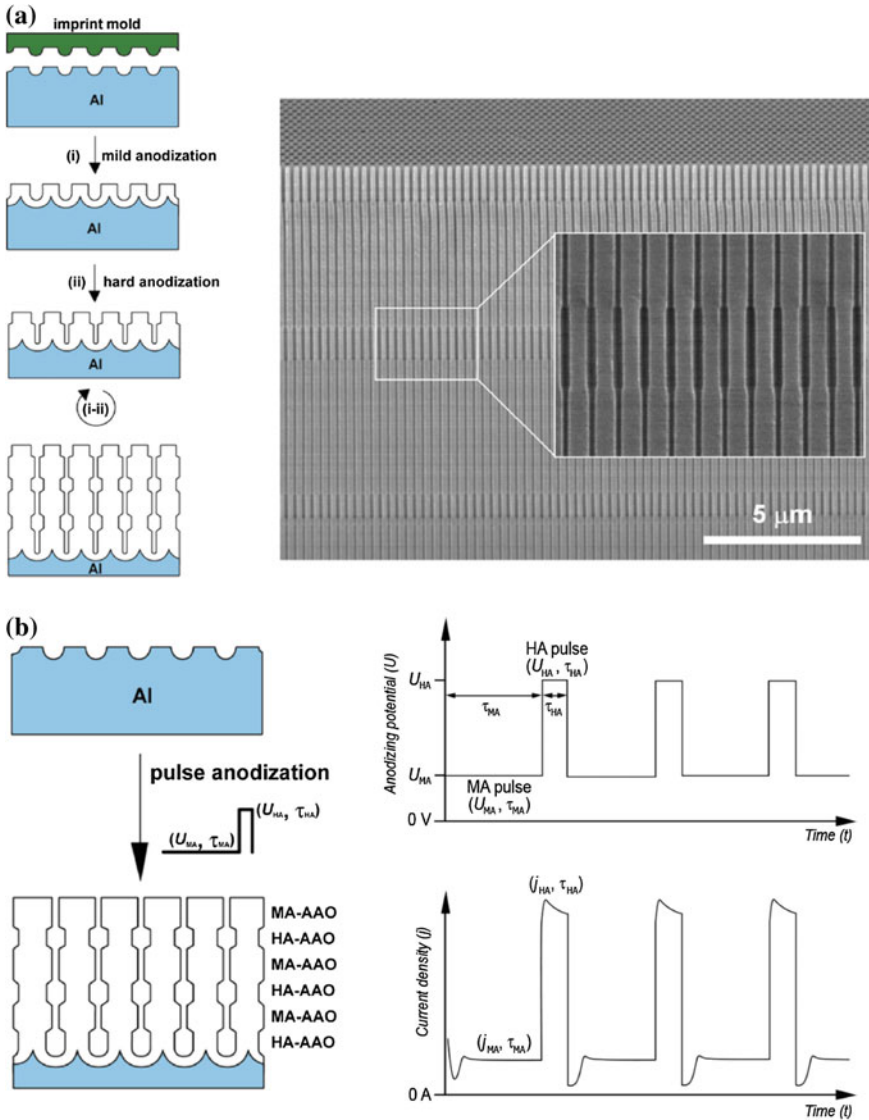 (a)
imprint mold
Al
(i) mild anodization
Al
(ii) hard anodization
Al
(i-ii)
Al
5 μm
(b)
Al
pulse anodization
(U_HA, τ_HA)
(U_MA, τ_MA)
MA-AAO
HA-AAO
MA-AAO
HA-AAO
MA-AAO
HA-AAO
Anodizing potential (U)
HA pulse
(U_HA, τ_HA)
U_HA
τ_MA
τ_HA
U_MA
MA pulse
(U_MA, τ_MA)
0 V
Time (t)
Current density (j)
(j_HA, τ_HA)
(j_MA, τ_MA)
0 A
Time (t)